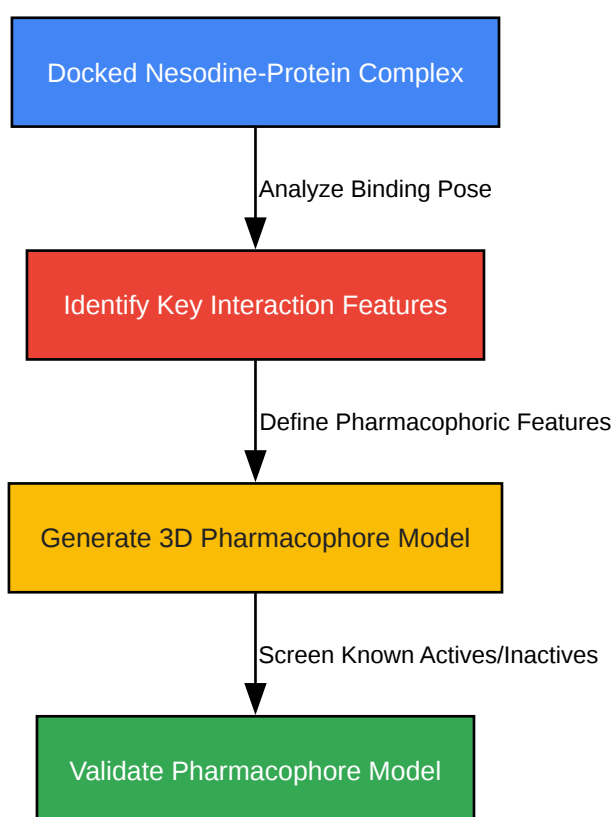 Docked Nesodine-Protein Complex
Analyze Binding Pose
Identify Key Interaction Features
Define Pharmacophoric Features
Generate 3D Pharmacophore Model
Screen Known Actives/Inactives
Validate Pharmacophore Model